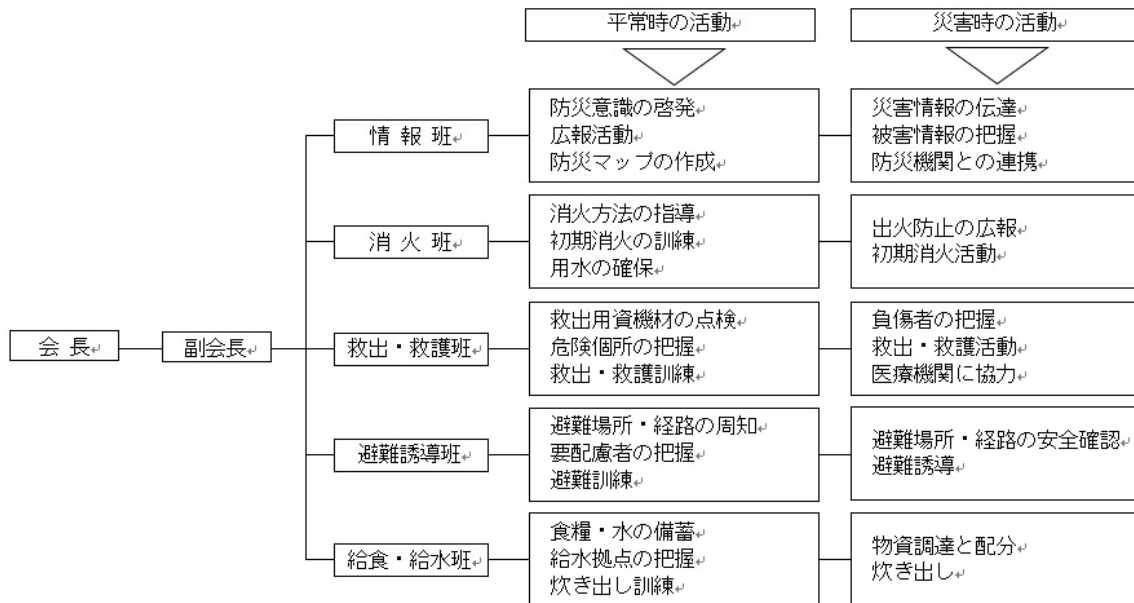 平常時の活動
災害時の活動
情 報 班
防災意識の啓発
広報活動
防災マップの作成
災害情報の伝達
被害情報の把握
防災機関との連携
消 火 班
消火方法の指導
初期消火の訓練
用水の確保
出火防止の広報
初期消火活動
会 長
副会長
救出・救護班
救出用資機材の点検
危険個所の把握
救出・救護訓練
負傷者の把握
救出・救護活動
医療機関に協力
避難誘導班
避難場所・経路の周知
要配慮者の把握
避難訓練
避難場所・経路の安全確認
避難誘導
給食・給水班
食糧・水の備蓄
給水拠点の把握
炊き出し訓練
物資調達と配分
炊き出し